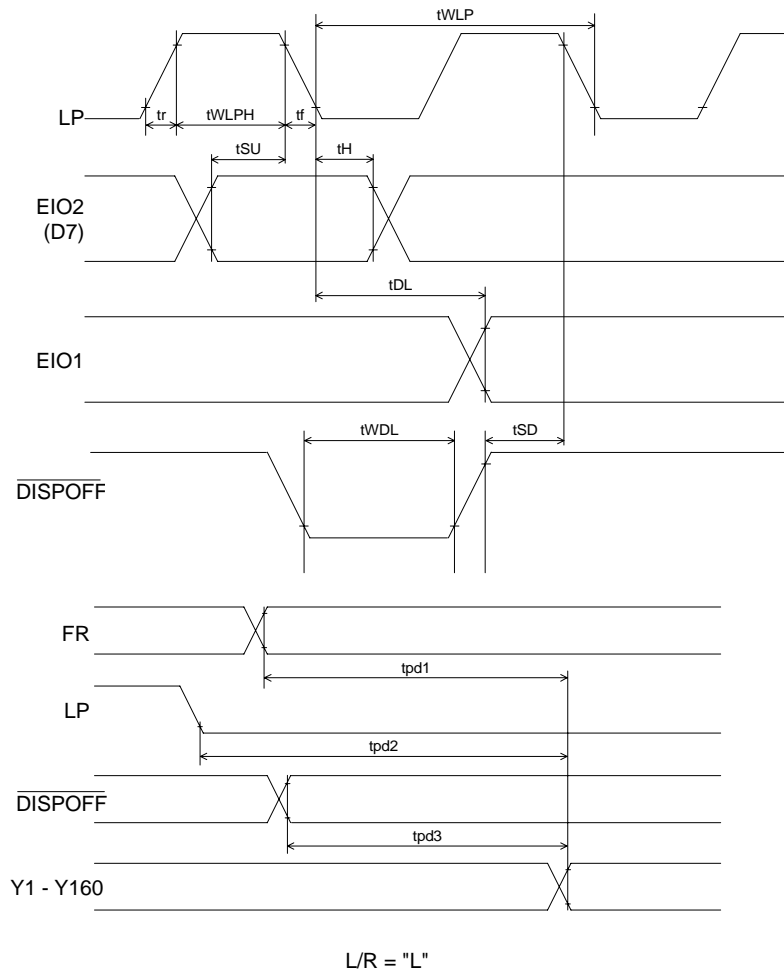 tWLP
LP
tr
tWLPH
tf
tSU
tH
EIO2
(D7)
tDL
EIO1
tWDL
tSD
DISPOFF
FR
tpd1
LP
tpd2
DISPOFF
tpd3
Y1 - Y160
L/R = "L"